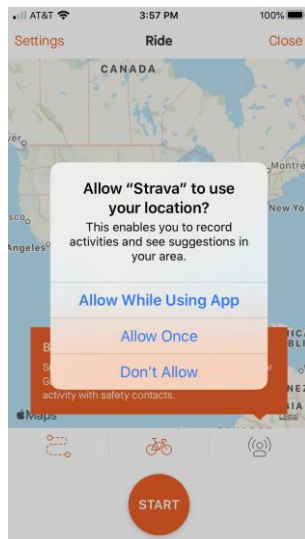 AT&T 3:57 PM 100%
Settings Ride Close
CANADA
Montré
Allow “Strava” to use
your location?
This enables you to record
activities and see suggestions in
your area.
New Yo
sco
Angeles
Allow While Using App
Allow Once
Don’t Allow
activity with safety contacts.
Maps
Legal
START